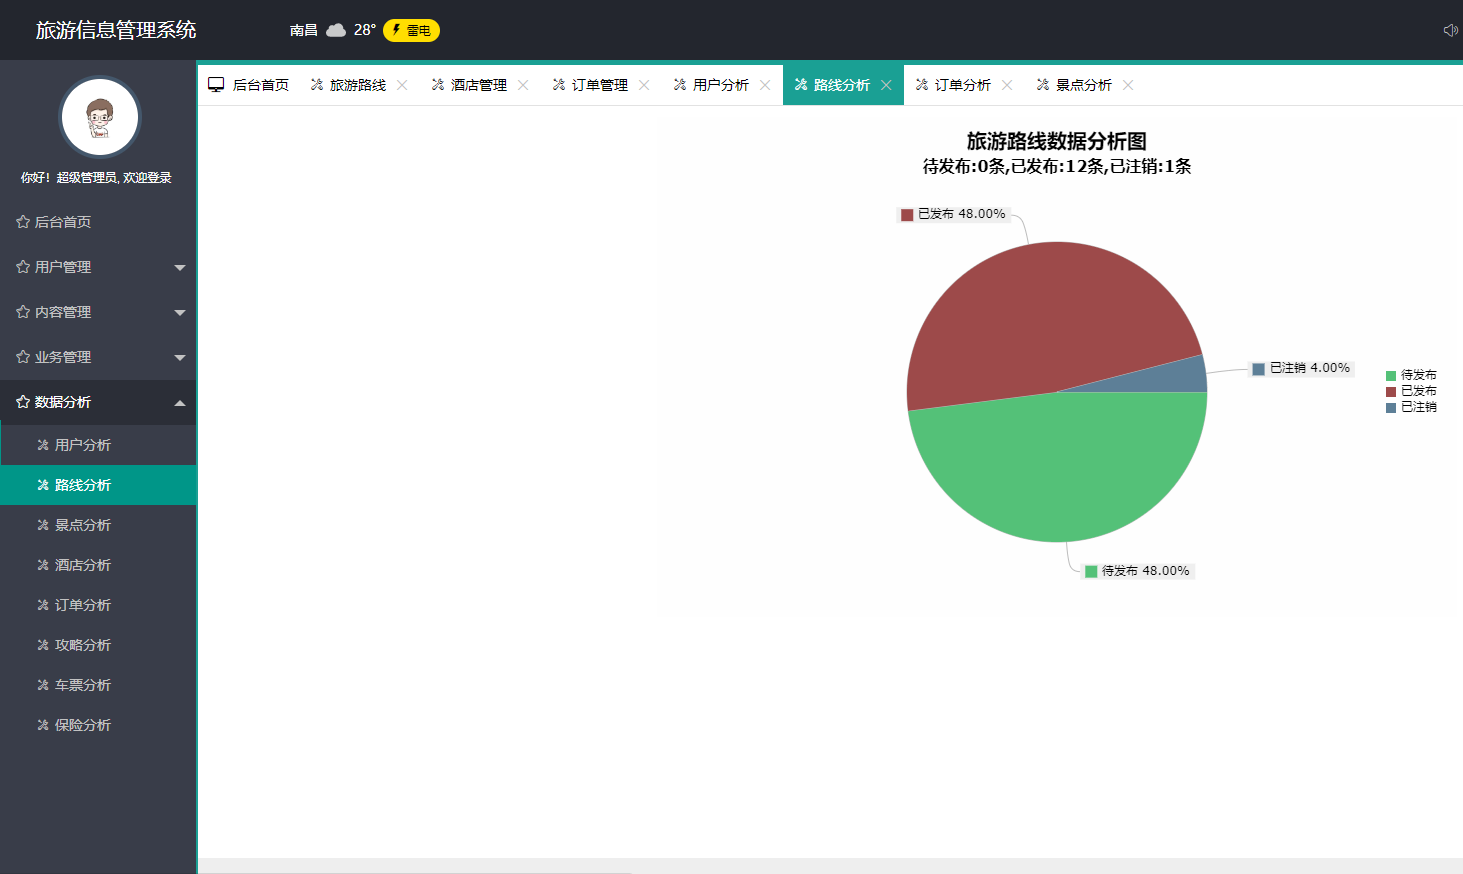 旅游信息管理系统
南昌 28° 雷电
你好！超级管理员, 欢迎登录
后台首页
用户管理
内容管理
业务管理
数据分析
用户分析
路线分析
景点分析
酒店分析
订单分析
攻略分析
车票分析
保险分析
后台首页 旅游路线 酒店管理 订单管理 用户分析 路线分析 订单分析 景点分析
旅游路线数据分析图
待发布:0条,已发布:12条,已注销:1条
已发布 48.00%
已注销 4.00%
待发布 48.00%
待发布
已发布
已注销